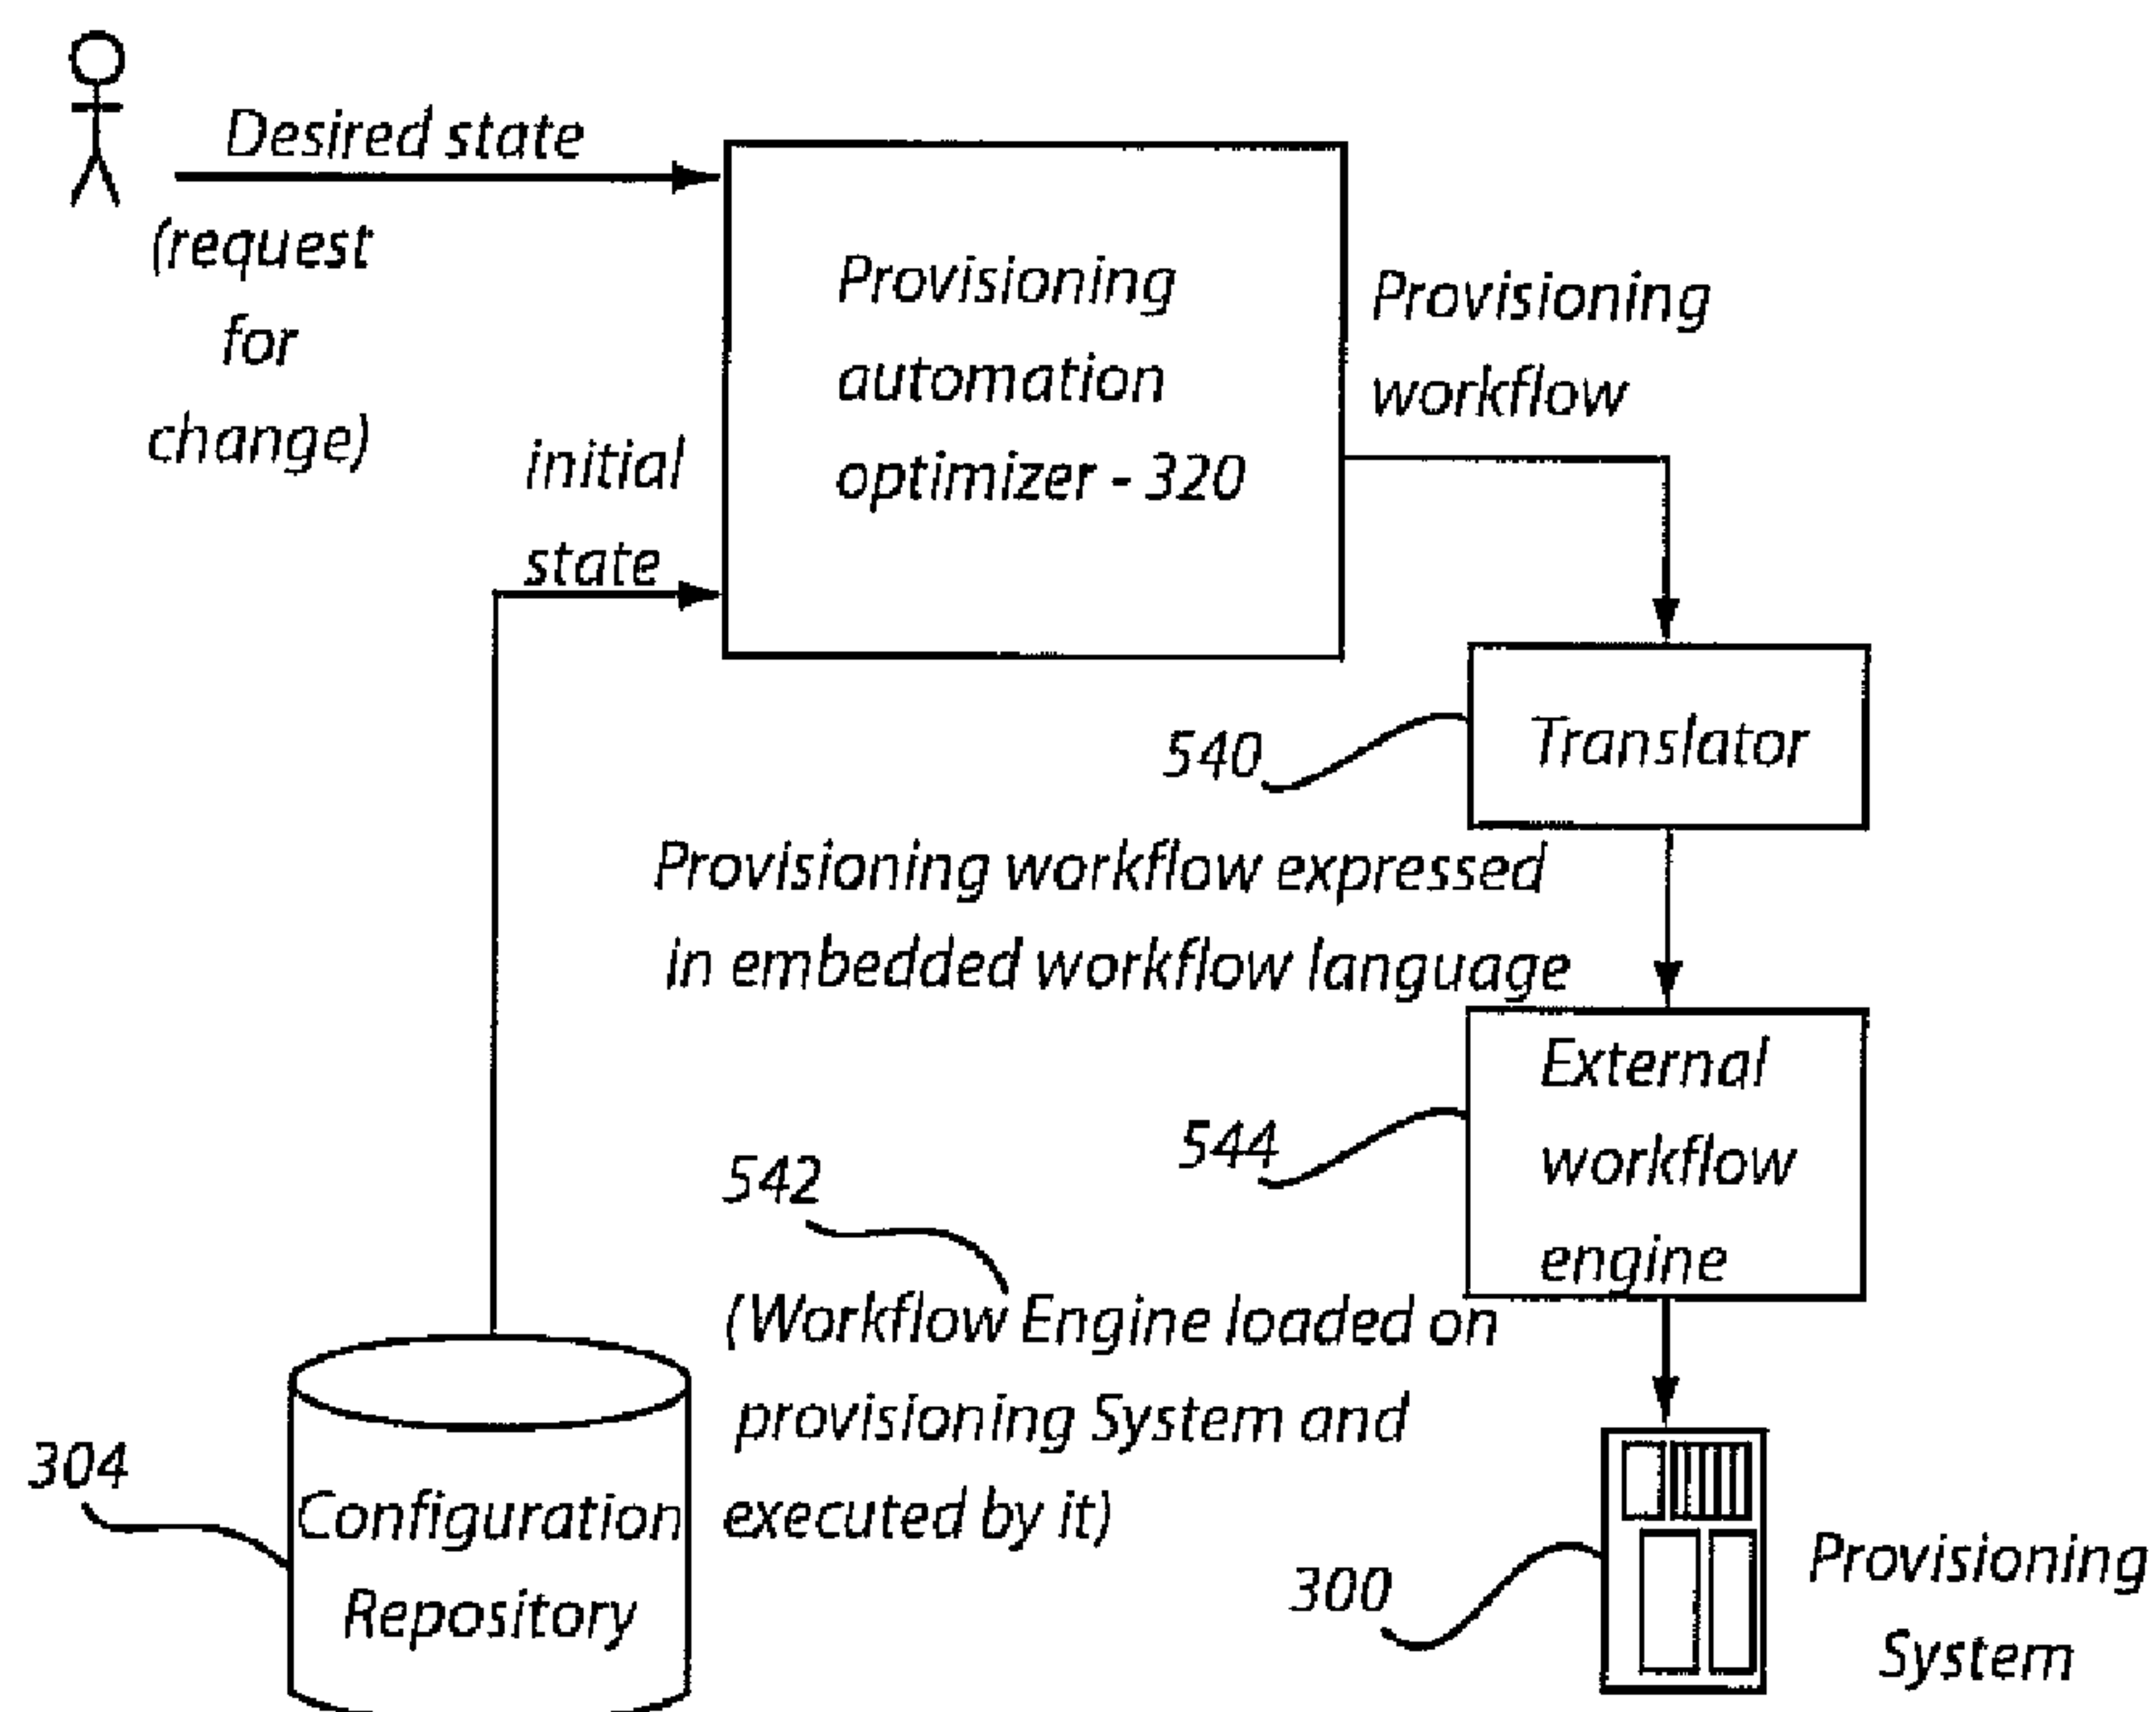 Desired state
(request
for
change)
initial
state
Provisioning
automation
optimizer - 320
Provisioning
workflow
540
Translator
Provisioning workflow expressed
in embedded workflow language
External
workflow
engine
544
542
(Workflow Engine loaded on
provisioning System and
executed by it)
304
Configuration
Repository
300
Provisioning
System